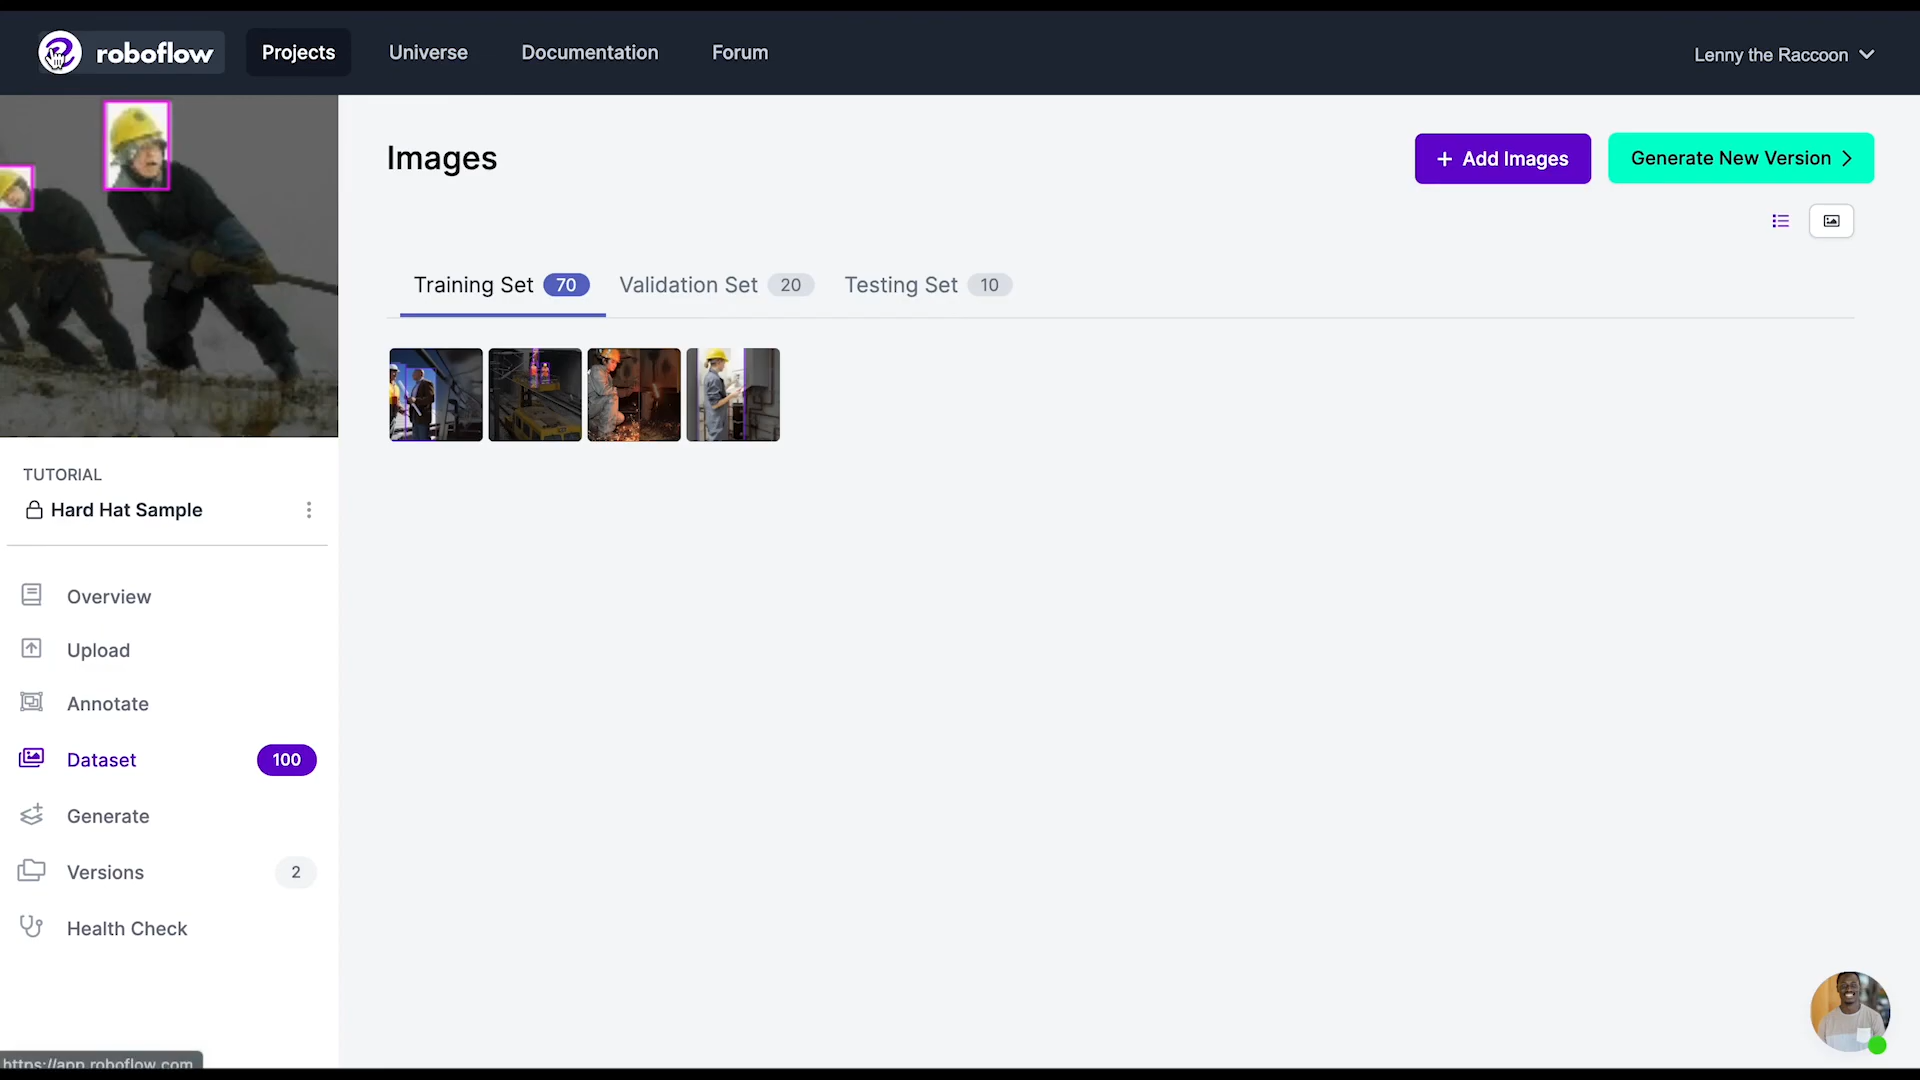 roboflow
Projects
Universe
Documentation
Forum
Lenny the Raccoon
Images
+ Add Images
Generate New Version
Training Set 70
Validation Set 20
Testing Set 10
TUTORIAL
Hard Hat Sample
Overview
Upload
Annotate
Dataset 100
Generate
Versions 2
Health Check
https://app.roboflow.com